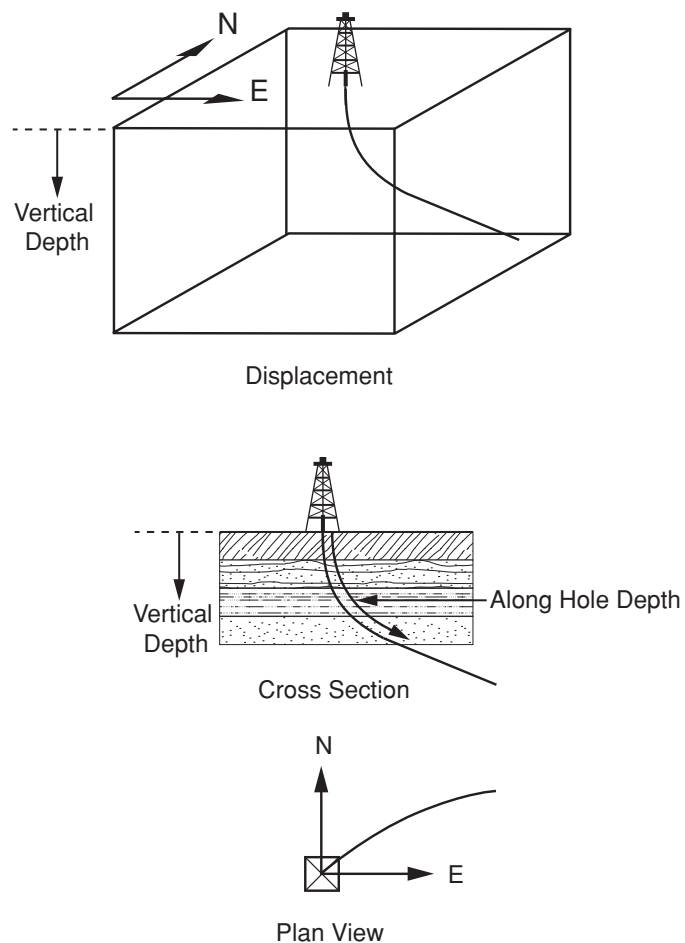 N
E
Vertical
Depth
Displacement
Along Hole Depth
Vertical
Depth
Cross Section
N
E
Plan View